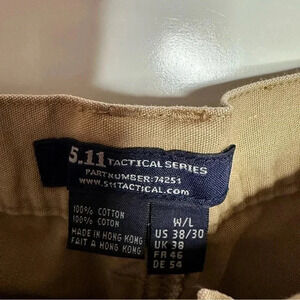 5.11 TACTICAL SERIES
PART NUMBER: 74251
www.511TACTICAL.com
100% COTTON
100% COTON
MADE IN HONG KONG
FAIT A HONG KONG
W/L
US 38/30
UK 38
FR 46
DE 54